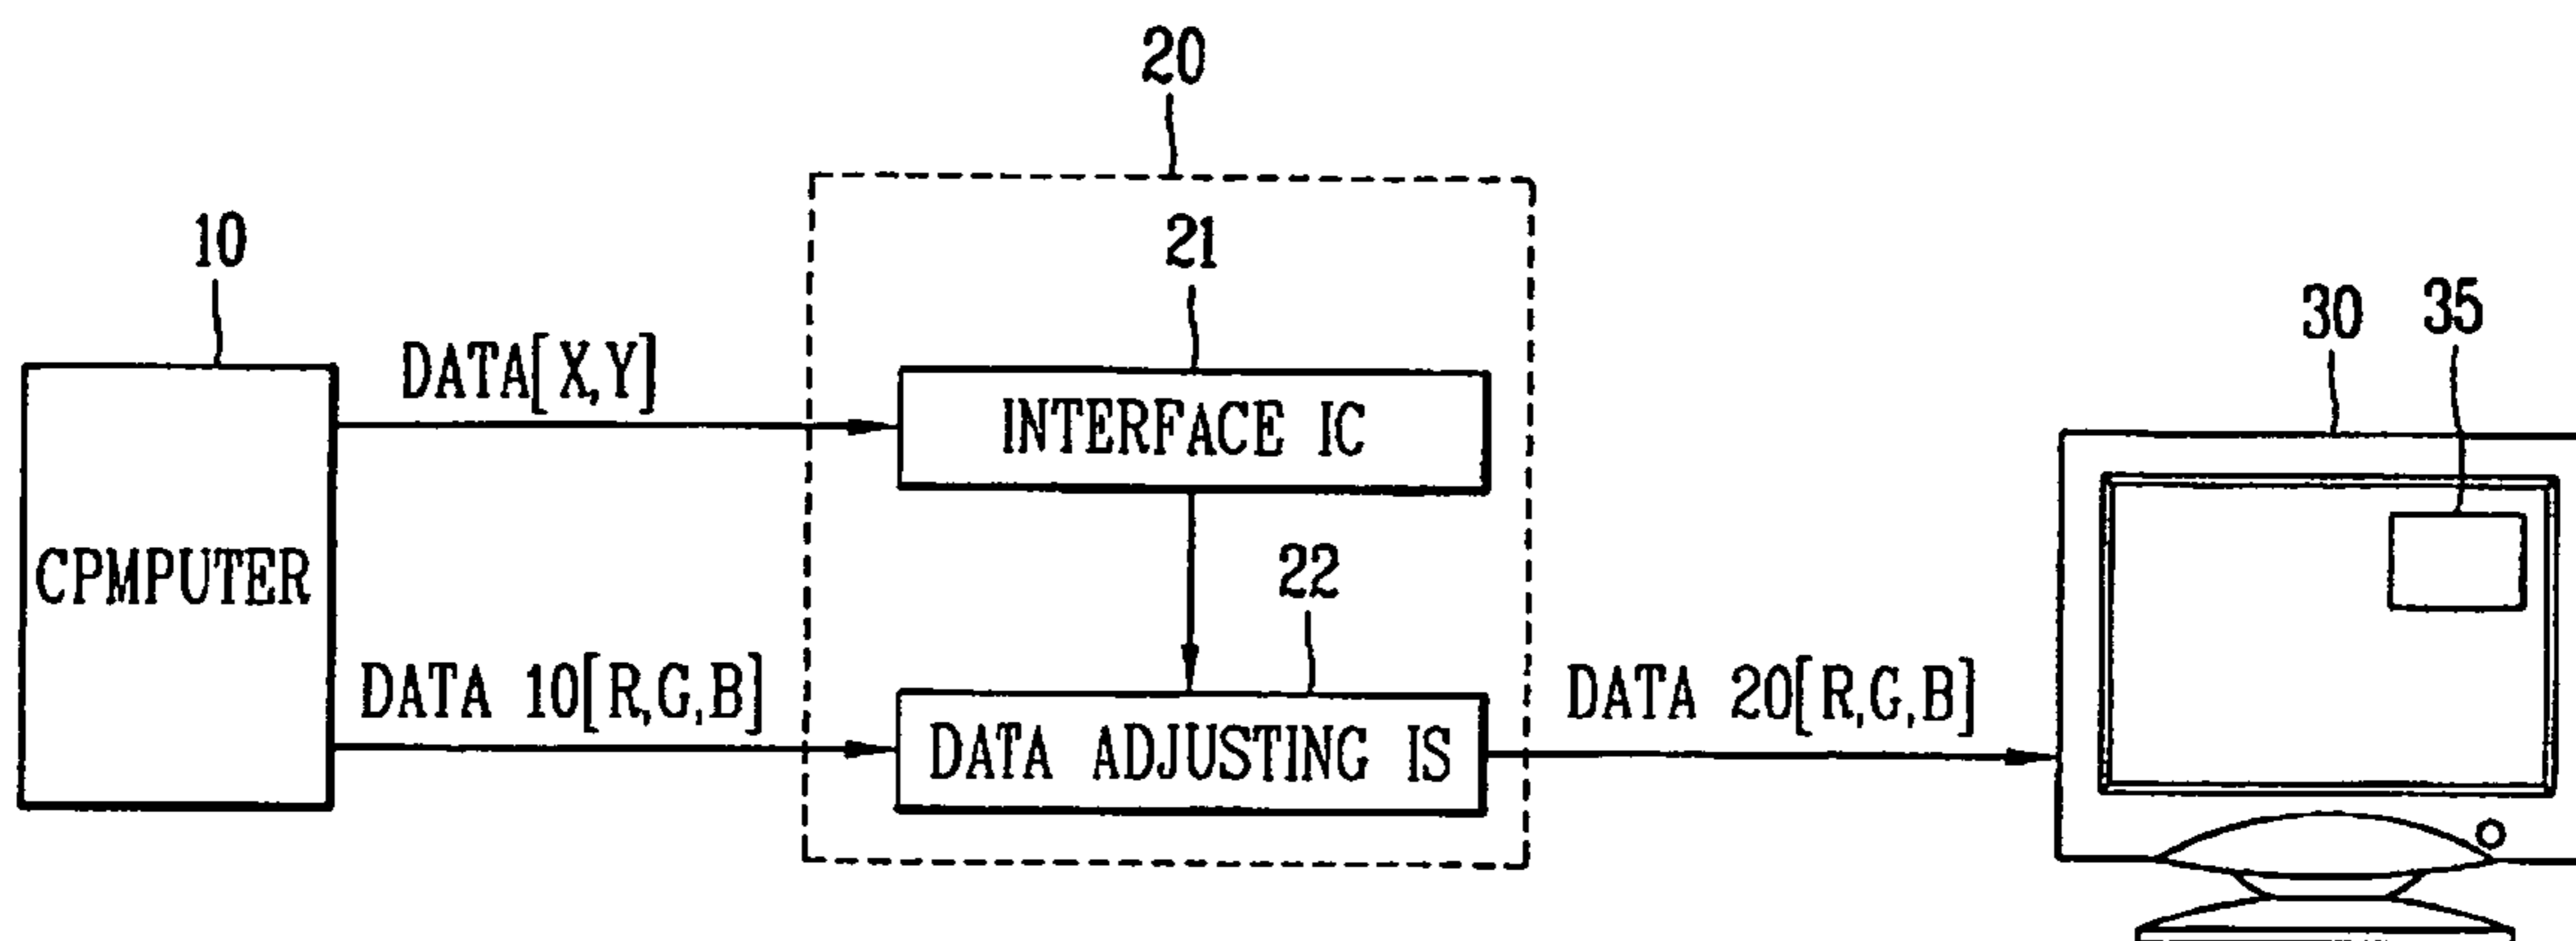 20
10
21
30
35
DATA[X,Y]
INTERFACE IC
CPMPUTER
22
DATA 10[R,G,B]
DATA 20[R,G,B]
DATA ADJUSTING IS